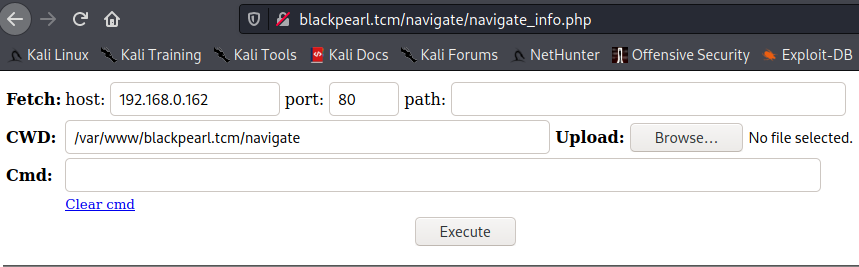 blackpearl.tcm/navigate/navigate_info.php
Kali Linux Kali Training Kali Tools Kali Docs Kali Forums NetHunter Offensive Security Exploit-DB
Fetch: host: 192.168.0.162 port: 80 path:
CWD: /var/www/blackpearl.tcm/navigate Upload: Browse... No file selected.
Cmd:
Clear cmd
Execute